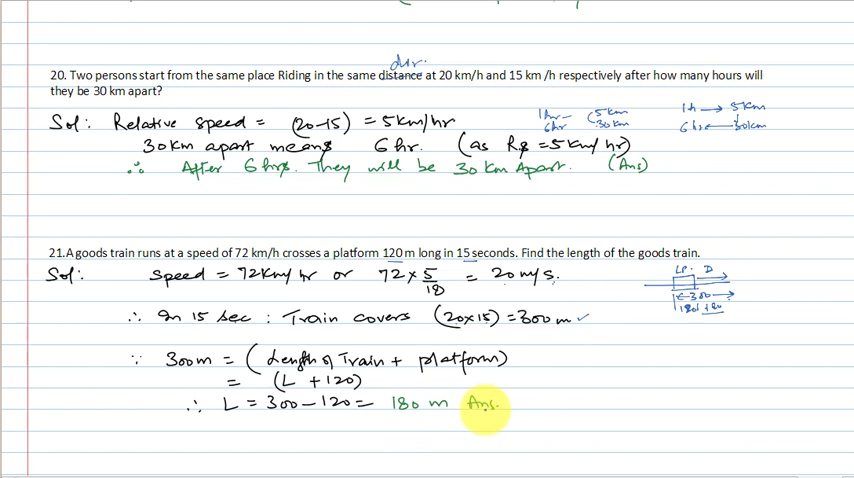 dir.
20. Two persons start from the same place Riding in the same distance at 20 km/h and 15 km /h respectively after how many hours will
they be 30 km apart?
Sol: Relative speed = (20-15) = 5km/hr
1hr - (5km
6hr (30km
1h → 5km
6hr ← 30km
30km apart means 6hr. (as RS = 5km/hr)
∴ After 6hrs. They will be 30 km Apart. (Ans)
21.A goods train runs at a speed of 72 km/h crosses a platform 120 m long in 15 seconds. Find the length of the goods train.
Sol: speed = 72km/hr or 72 × 5/18 = 20 m/s.
LP. D
300
180+120
∴ In 15 sec : Train covers (20×15) = 300m ✓
∵ 300m = (Length of Train + platform)
= (L + 120)
∴ L = 300 - 120 = 180 m Ans.